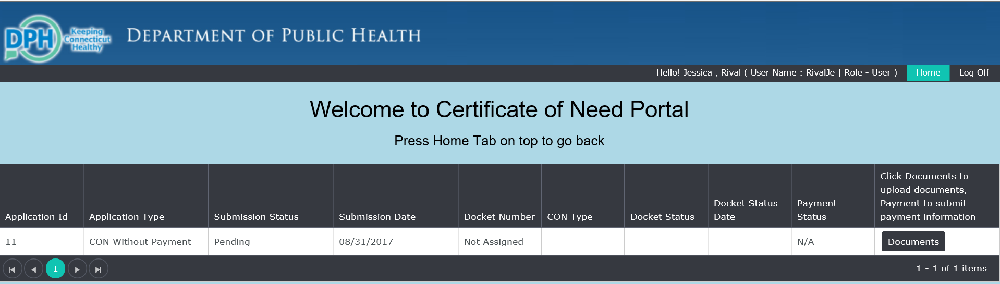 DPH Keeping
Connecticut
Healthy
DEPARTMENT OF PUBLIC HEALTH
Hello! Jessica , Rival ( User Name : RivalJe | Role - User ) Home Log Off
Welcome to Certificate of Need Portal
Press Home Tab on top to go back
Application Id
Application Type
Submission Status
Submission Date
Docket Number
CON Type
Docket Status
Docket Status
Date
Payment
Status
Click Documents to
upload documents,
Payment to submit
payment information
11 CON Without Payment Pending 08/31/2017 Not Assigned N/A Documents
1 1 - 1 of 1 items